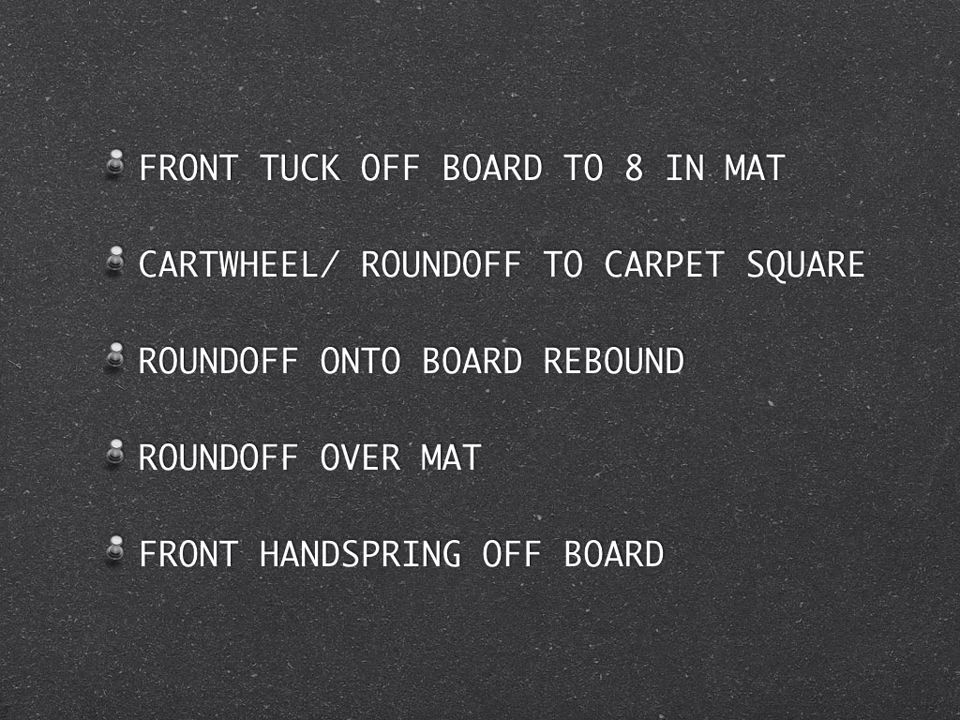 FRONT TUCK OFF BOARD TO 8 IN MAT
CARTWHEEL/ ROUNDOFF TO CARPET SQUARE
ROUNDOFF ONTO BOARD REBOUND
ROUNDOFF OVER MAT
FRONT HANDSPRING OFF BOARD